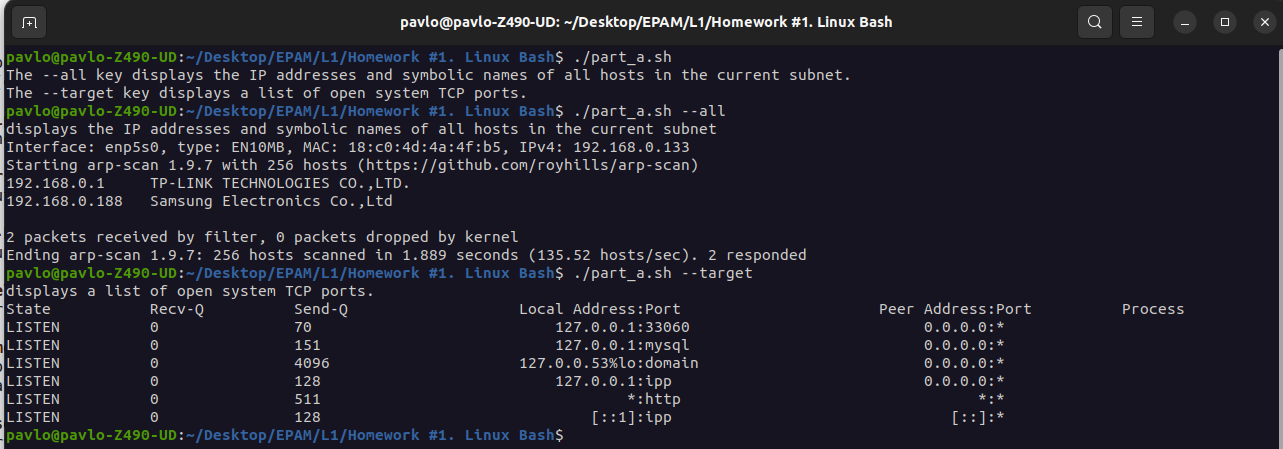 pavlo@pavlo-Z490-UD: ~/Desktop/EPAM/L1/Homework #1. Linux Bash
pavlo@pavlo-Z490-UD:~/Desktop/EPAM/L1/Homework #1. Linux Bash$ ./part_a.sh
The --all key displays the IP addresses and symbolic names of all hosts in the current subnet.
The --target key displays a list of open system TCP ports.
pavlo@pavlo-Z490-UD:~/Desktop/EPAM/L1/Homework #1. Linux Bash$ ./part_a.sh --all
displays the IP addresses and symbolic names of all hosts in the current subnet
Interface: enp5s0, type: EN10MB, MAC: 18:c0:4d:4a:4f:b5, IPv4: 192.168.0.133
Starting arp-scan 1.9.7 with 256 hosts (https://github.com/royhills/arp-scan)
192.168.0.1     TP-LINK TECHNOLOGIES CO.,LTD.
192.168.0.188   Samsung Electronics Co.,Ltd
2 packets received by filter, 0 packets dropped by kernel
Ending arp-scan 1.9.7: 256 hosts scanned in 1.889 seconds (135.52 hosts/sec). 2 responded
pavlo@pavlo-Z490-UD:~/Desktop/EPAM/L1/Homework #1. Linux Bash$ ./part_a.sh --target
displays a list of open system TCP ports.
State Recv-Q Send-Q Local Address:Port Peer Address:Port Process
LISTEN 0 70 127.0.0.1:33060 0.0.0.0:*
LISTEN 0 151 127.0.0.1:mysql 0.0.0.0:*
LISTEN 0 4096 127.0.0.53%lo:domain 0.0.0.0:*
LISTEN 0 128 127.0.0.1:ipp 0.0.0.0:*
LISTEN 0 511 *:http *:*
LISTEN 0 128 [::1]:ipp [::]:*
pavlo@pavlo-Z490-UD:~/Desktop/EPAM/L1/Homework #1. Linux Bash$